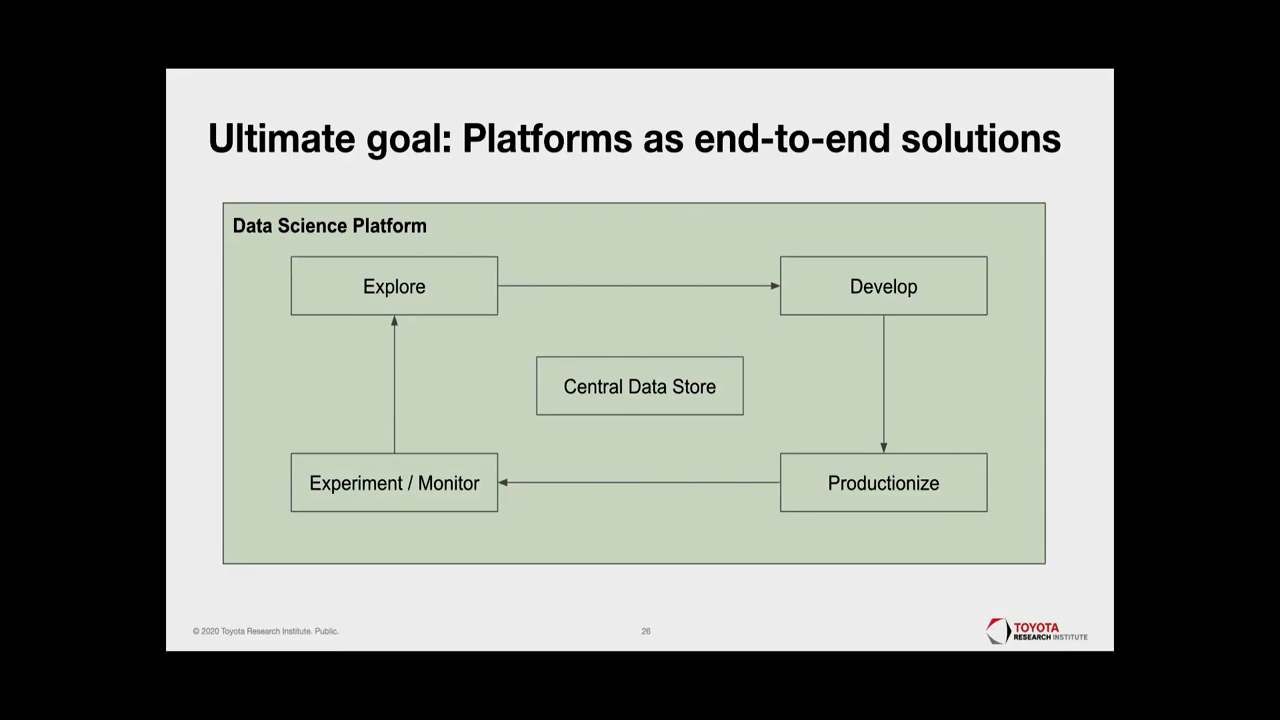 Ultimate goal: Platforms as end-to-end solutions
Data Science Platform
Explore
Develop
Central Data Store
Experiment / Monitor
Productionize
© 2020 Toyota Research Institute. Public.
26
TOYOTA
RESEARCH INSTITUTE